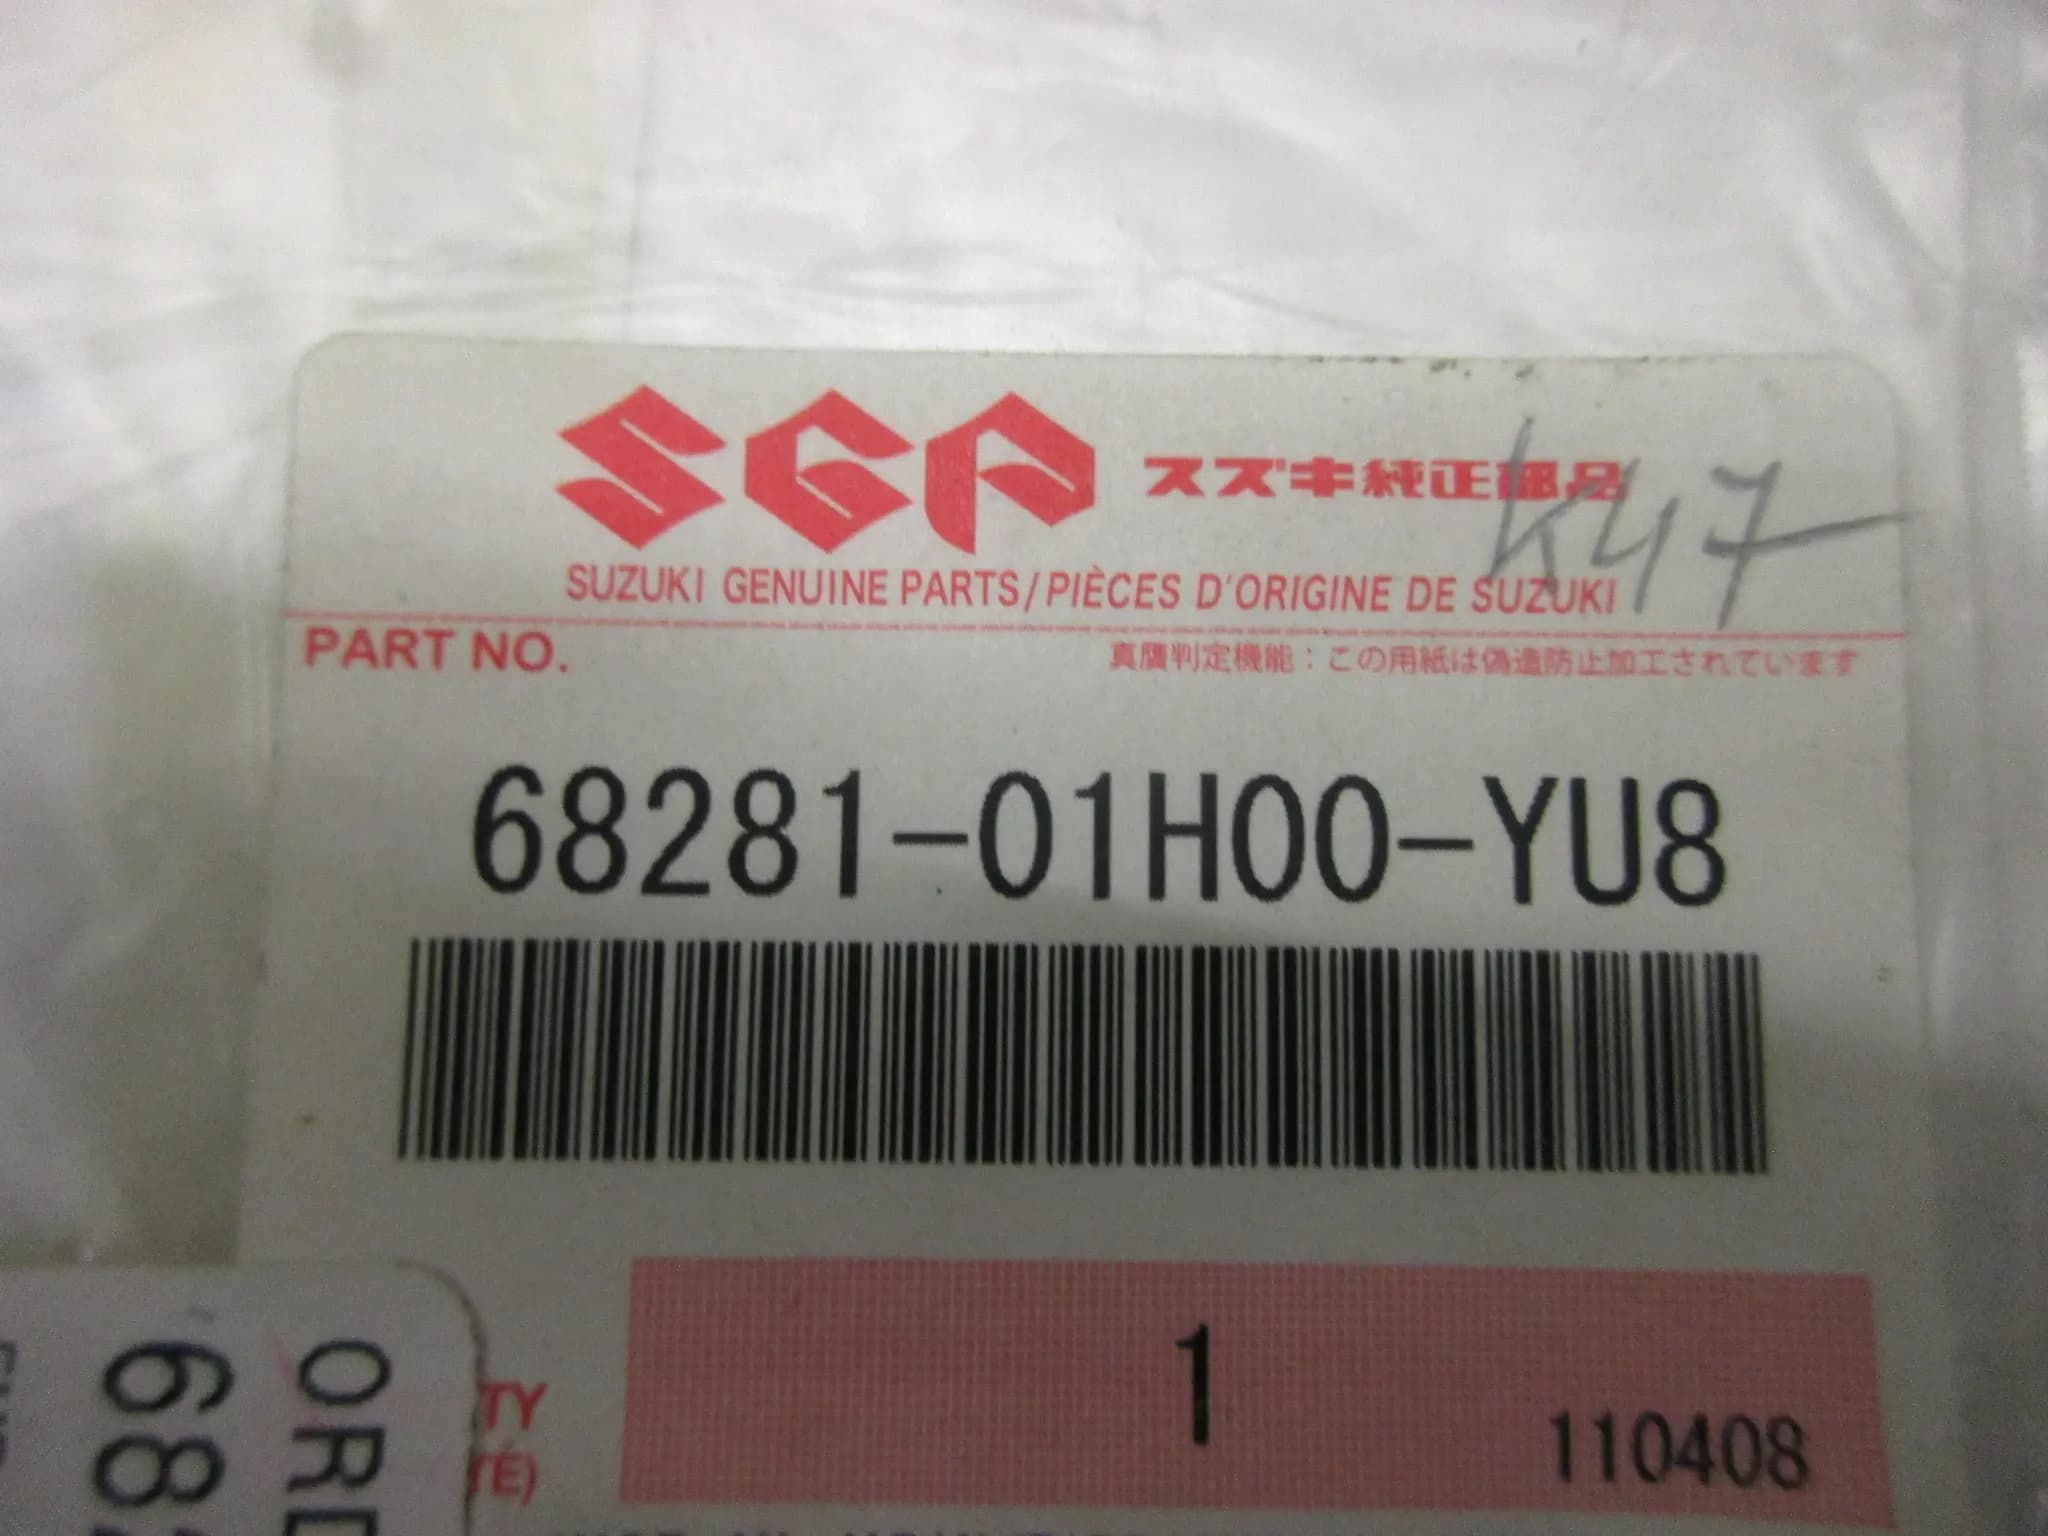 SGP スズキ純正部品
K47
SUZUKI GENUINE PARTS/PIÈCES D'ORIGINE DE SUZUKI
PART NO.
真贋判定機能：この用紙は偽造防止加工されています
68281-01H00-YU8
TY
TÉ)
1
110408
ORD
682